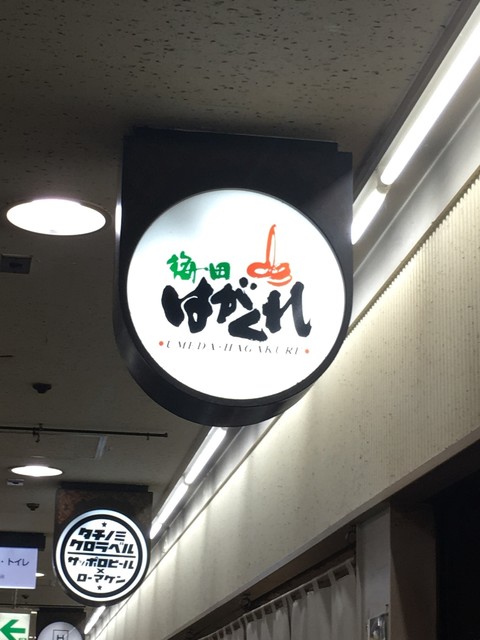 梅田
はがくれ
UMEDA・HAGAKURE
タチノミ
クロラベル
サッポロビール
×
ローマケン
・トイレ
H